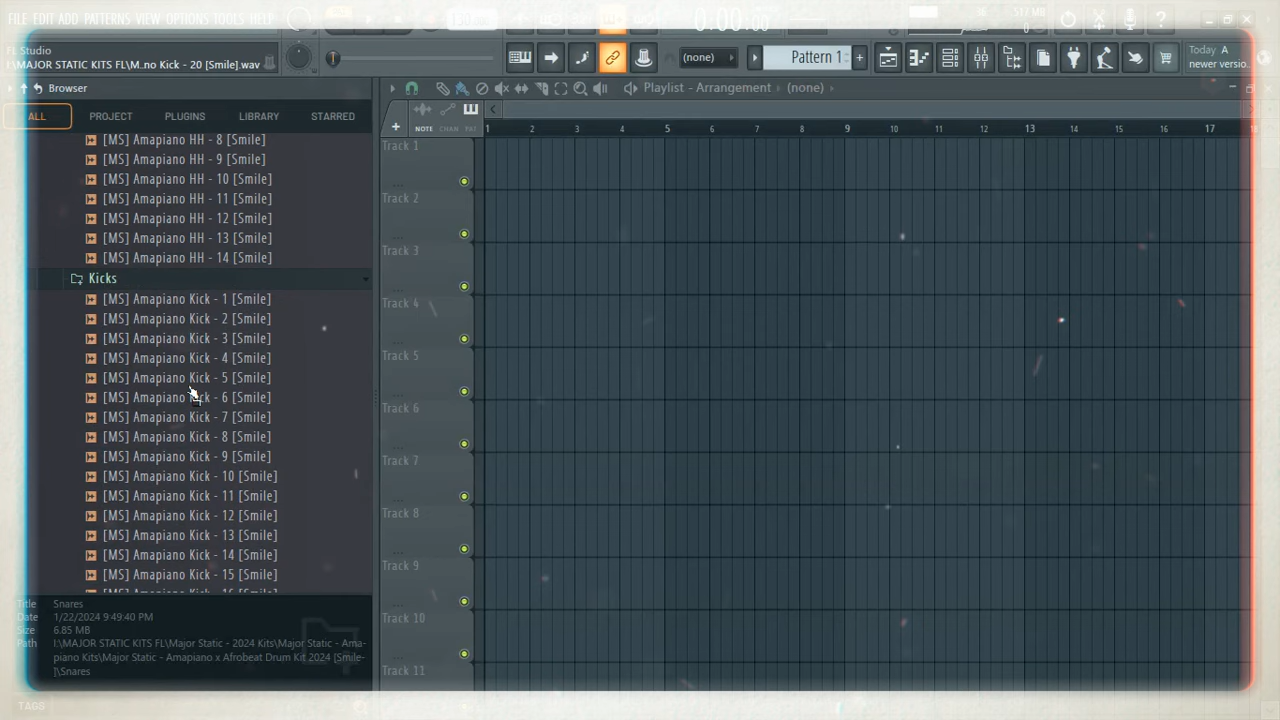 FILE EDIT ADD PATTERNS VIEW OPTIONS TOOLS HELP
0:00:00
FL Studio
I:\MAJOR STATIC KITS FL\M..no Kick - 20 [Smile].wav
(none)
Pattern 1
Today A
newer versio..
Browser
Playlist - Arrangement
(none)
ALL
PROJECT
PLUGINS
LIBRARY
STARRED
NOTE CHAN PAT
1 2 3 4 5 6 7 8 9 10 11 12 13 14 15 16 17 18
[MS] Amapiano HH - 8 [Smile]
[MS] Amapiano HH - 9 [Smile]
[MS] Amapiano HH - 10 [Smile]
[MS] Amapiano HH - 11 [Smile]
[MS] Amapiano HH - 12 [Smile]
[MS] Amapiano HH - 13 [Smile]
[MS] Amapiano HH - 14 [Smile]
Kicks
[MS] Amapiano Kick - 1 [Smile]
[MS] Amapiano Kick - 2 [Smile]
[MS] Amapiano Kick - 3 [Smile]
[MS] Amapiano Kick - 4 [Smile]
[MS] Amapiano Kick - 5 [Smile]
[MS] Amapiano Kick - 6 [Smile]
[MS] Amapiano Kick - 7 [Smile]
[MS] Amapiano Kick - 8 [Smile]
[MS] Amapiano Kick - 9 [Smile]
[MS] Amapiano Kick - 10 [Smile]
[MS] Amapiano Kick - 11 [Smile]
[MS] Amapiano Kick - 12 [Smile]
[MS] Amapiano Kick - 13 [Smile]
[MS] Amapiano Kick - 14 [Smile]
[MS] Amapiano Kick - 15 [Smile]
Track 1
Track 2
Track 3
Track 4
Track 5
Track 6
Track 7
Track 8
Track 9
Track 10
Track 11
Title Snares
Date 1/22/2024 9:49:40 PM
Size 6.85 MB
Path I:\MAJOR STATIC KITS FL\Major Static - 2024 Kits\Major Static - Ama-
piano Kits\Major Static - Amapiano x Afrobeat Drum Kit 2024 [Smile-
]\Snares
TAGS